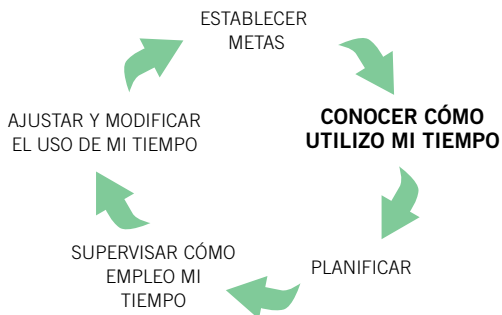 ESTABLECER
METAS
CONOCER CÓMO
UTILIZO MI TIEMPO
PLANIFICAR
SUPERVISAR CÓMO
EMPLEO MI
TIEMPO
AJUSTAR Y MODIFICAR
EL USO DE MI TIEMPO